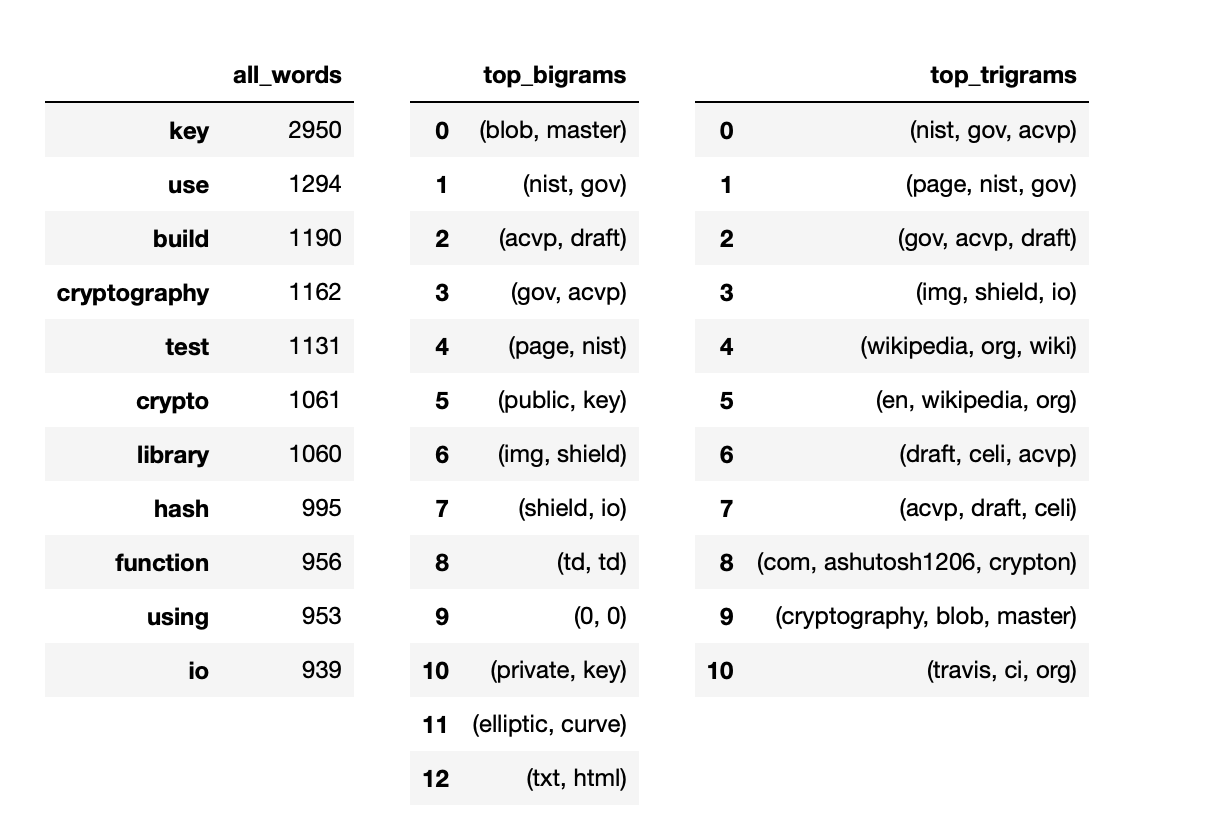 all_words top_bigrams top_trigrams
key 2950 0 (blob, master) 0 (nist, gov, acvp)
use 1294 1 (nist, gov) 1 (page, nist, gov)
build 1190 2 (acvp, draft) 2 (gov, acvp, draft)
cryptography 1162 3 (gov, acvp) 3 (img, shield, io)
test 1131 4 (page, nist) 4 (wikipedia, org, wiki)
crypto 1061 5 (public, key) 5 (en, wikipedia, org)
library 1060 6 (img, shield) 6 (draft, celi, acvp)
hash 995 7 (shield, io) 7 (acvp, draft, celi)
function 956 8 (td, td) 8 (com, ashutosh1206, crypton)
using 953 9 (0, 0) 9 (cryptography, blob, master)
io 939 10 (private, key) 10 (travis, ci, org)
11 (elliptic, curve)
12 (txt, html)